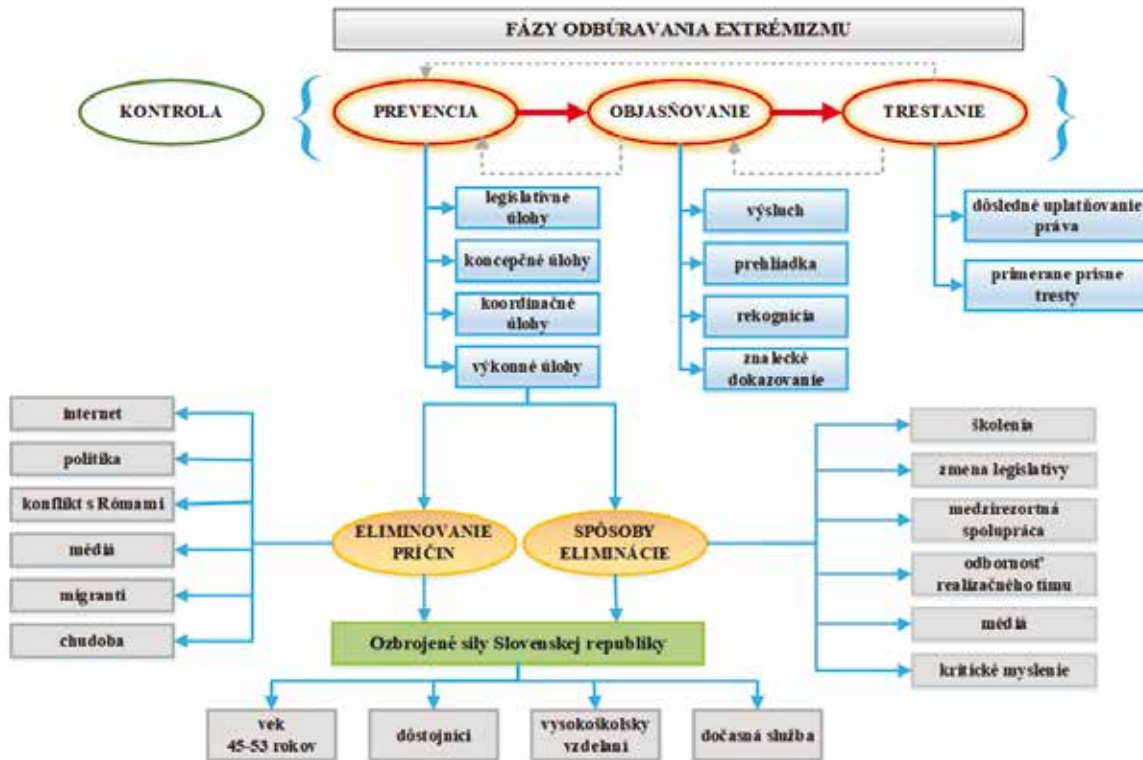 FÁZY ODBÚRAVANIA EXTRÉMIZMU
KONTROLA
PREVENCIA
OBJASŇOVANIE
TRESTANIE
legislatívne
úlohy
koncepčné úlohy
koordinačné
úlohy
výkonné úlohy
výsluch
prehliadka
rekognícia
znalecké
dokazovanie
dôsledné uplatňovanie
práva
primerane prísne
tresty
internet
politika
konflikt s Rómami
médiá
migranti
chudoba
ELIMINOVANIE
PRÍČIN
SPÔSOBY
ELIMINÁCIE
školenia
zmena legislatívy
medzirezortná
spolupráca
odbornosť
realizačného tímu
médiá
kritické myslenie
Ozbrojené sily Slovenskej republiky
vek
45-53 rokov
dôstojníci
vysokoškolsky
vzdelaní
dočasná služba